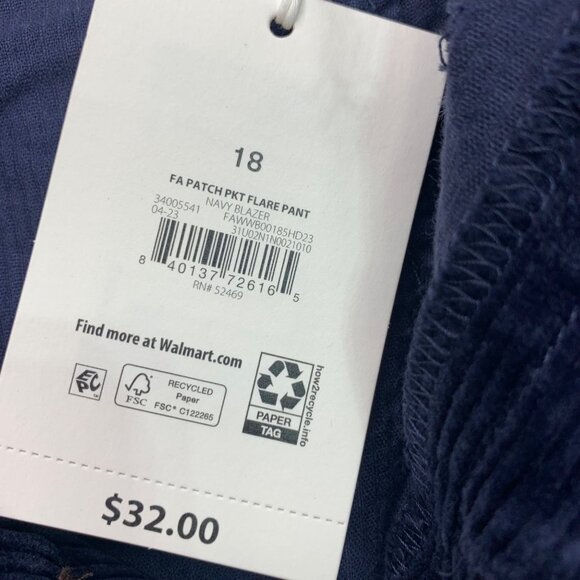 18
FA PATCH PKT FLARE PANT
NAVY BLAZER
34005541 FAWWB00185HD23
04-23 31U02N1N0021010
8 40137 72616 5
RN# 52469
Find more at Walmart.com
FSC
RECYCLED
Paper
FSC® C122265
PAPER
TAG
how2recycle.info
$32.00